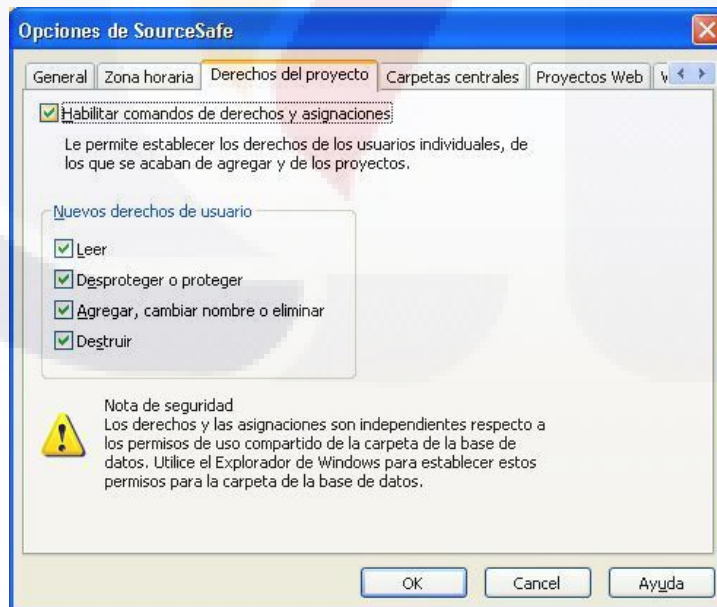 Opciones de SourceSafe
General Zona horaria Derechos del proyecto Carpetas centrales Proyectos Web
Habilitar comandos de derechos y asignaciones
Le permite establecer los derechos de los usuarios individuales, de
los que se acaban de agregar y de los proyectos.
Nuevos derechos de usuario
Leer
Desproteger o proteger
Agregar, cambiar nombre o eliminar
Destruir
Nota de seguridad
Los derechos y las asignaciones son independientes respecto a
los permisos de uso compartido de la carpeta de la base de
datos. Utilice el Explorador de Windows para establecer estos
permisos para la carpeta de la base de datos.
OK Cancel Ayuda